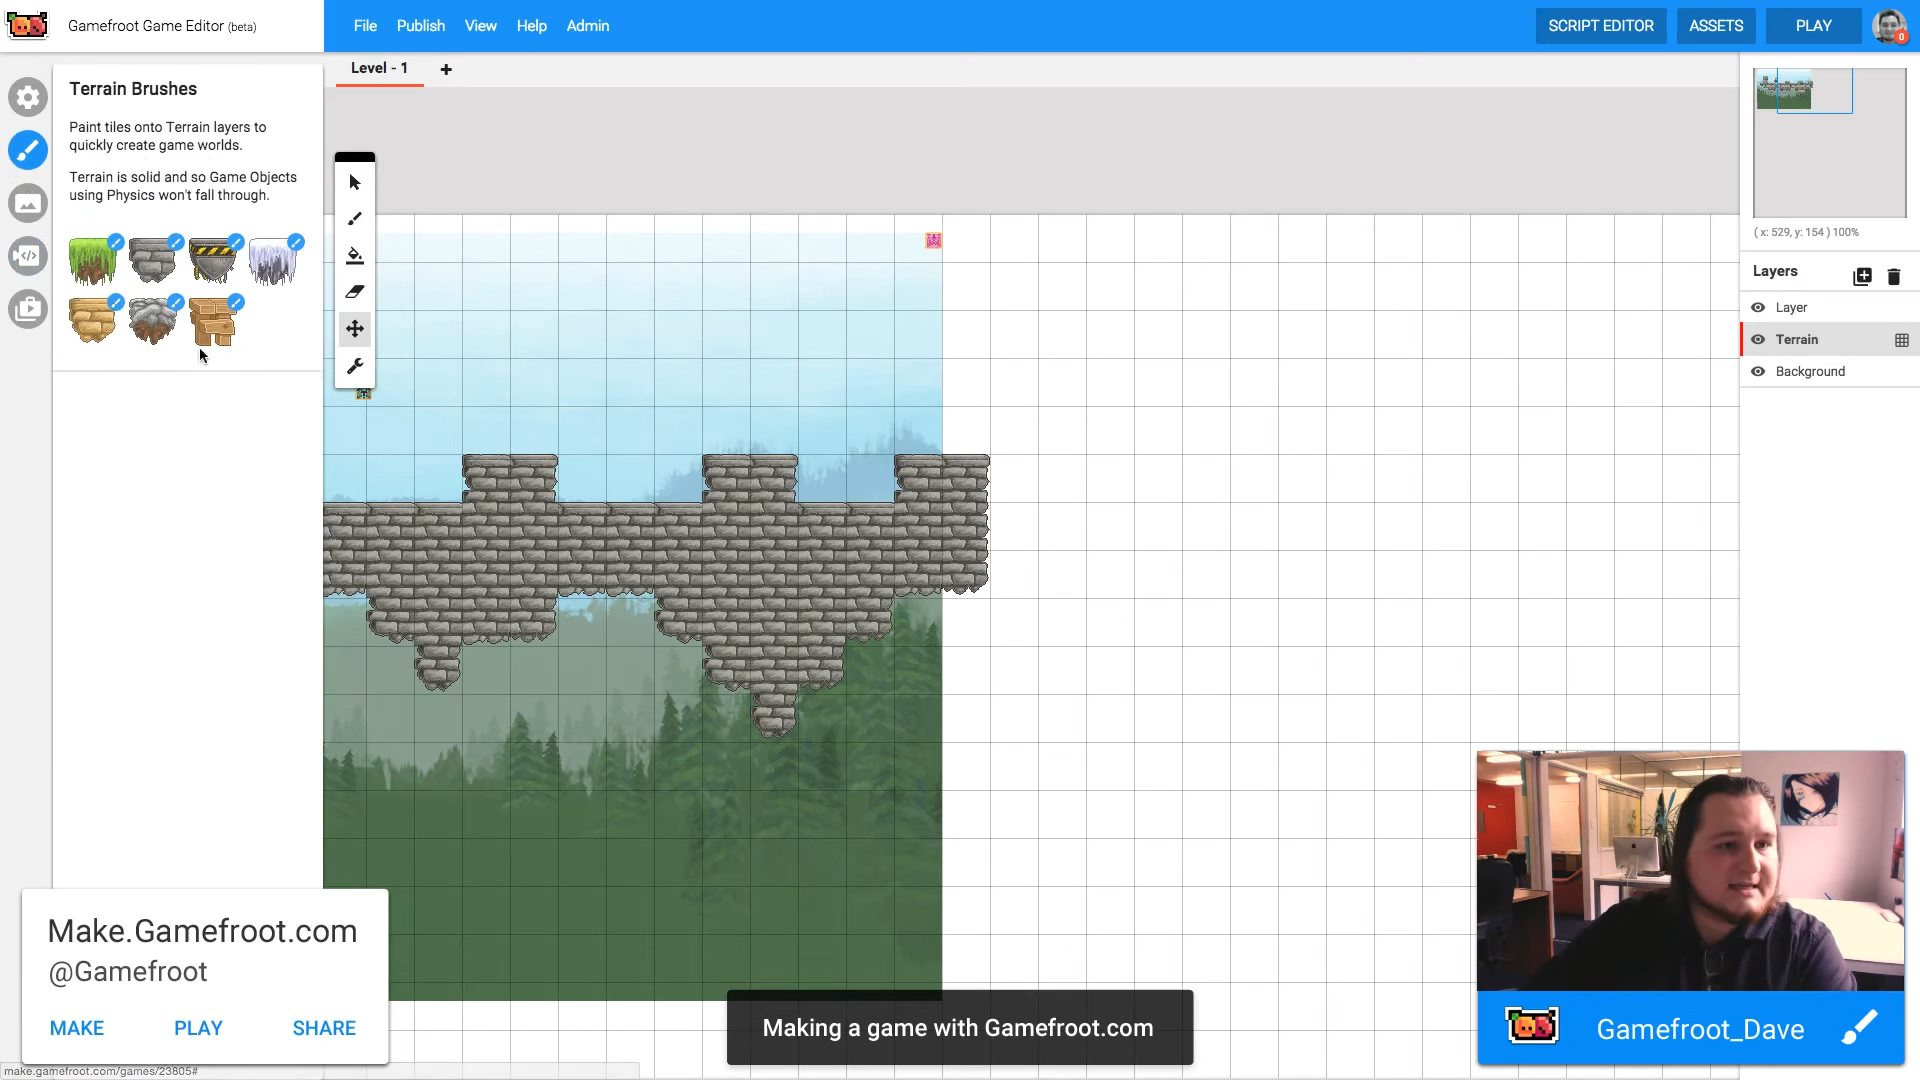 Gamefroot Game Editor (beta)
File
Publish
View
Help
Admin
SCRIPT EDITOR
ASSETS
PLAY
0
Level - 1
+
Terrain Brushes
Paint tiles onto Terrain layers to
quickly create game worlds.
Terrain is solid and so Game Objects
using Physics won't fall through.
( x: 529, y: 154 ) 100%
Layers
Layer
Terrain
Background
Make.Gamefroot.com
@Gamefroot
MAKE
PLAY
SHARE
Making a game with Gamefroot.com
Gamefroot_Dave
make.gamefroot.com/games/23805#